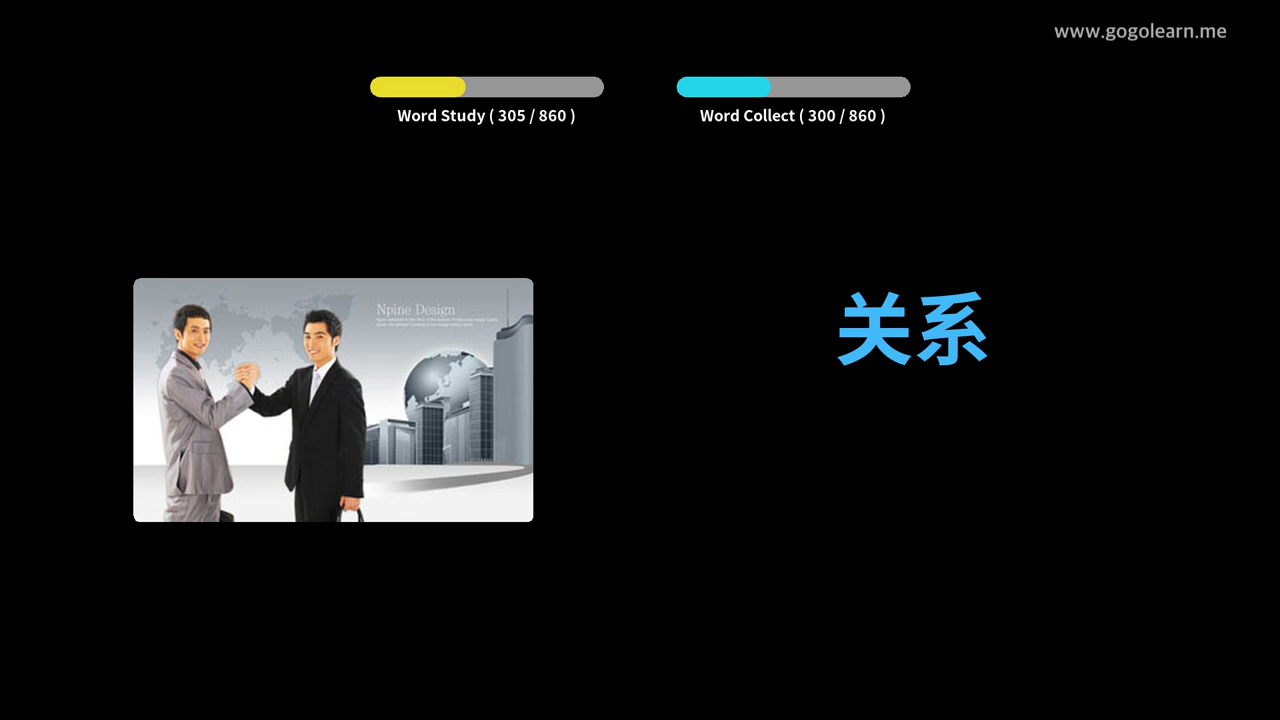 www.gogolearn.me
Word Study ( 305 / 860 )
Word Collect ( 300 / 860 )
Npine Design
关系